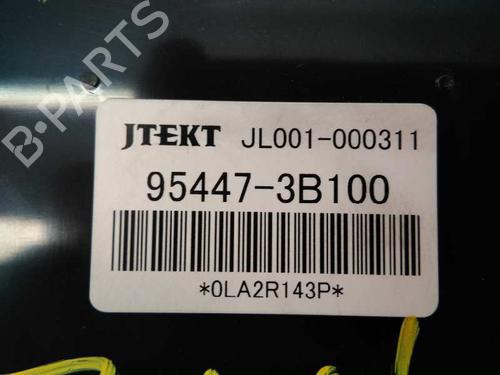 B-PARTS
JTEKT JL001-000311
95447-3B100
*0LA2R143P*